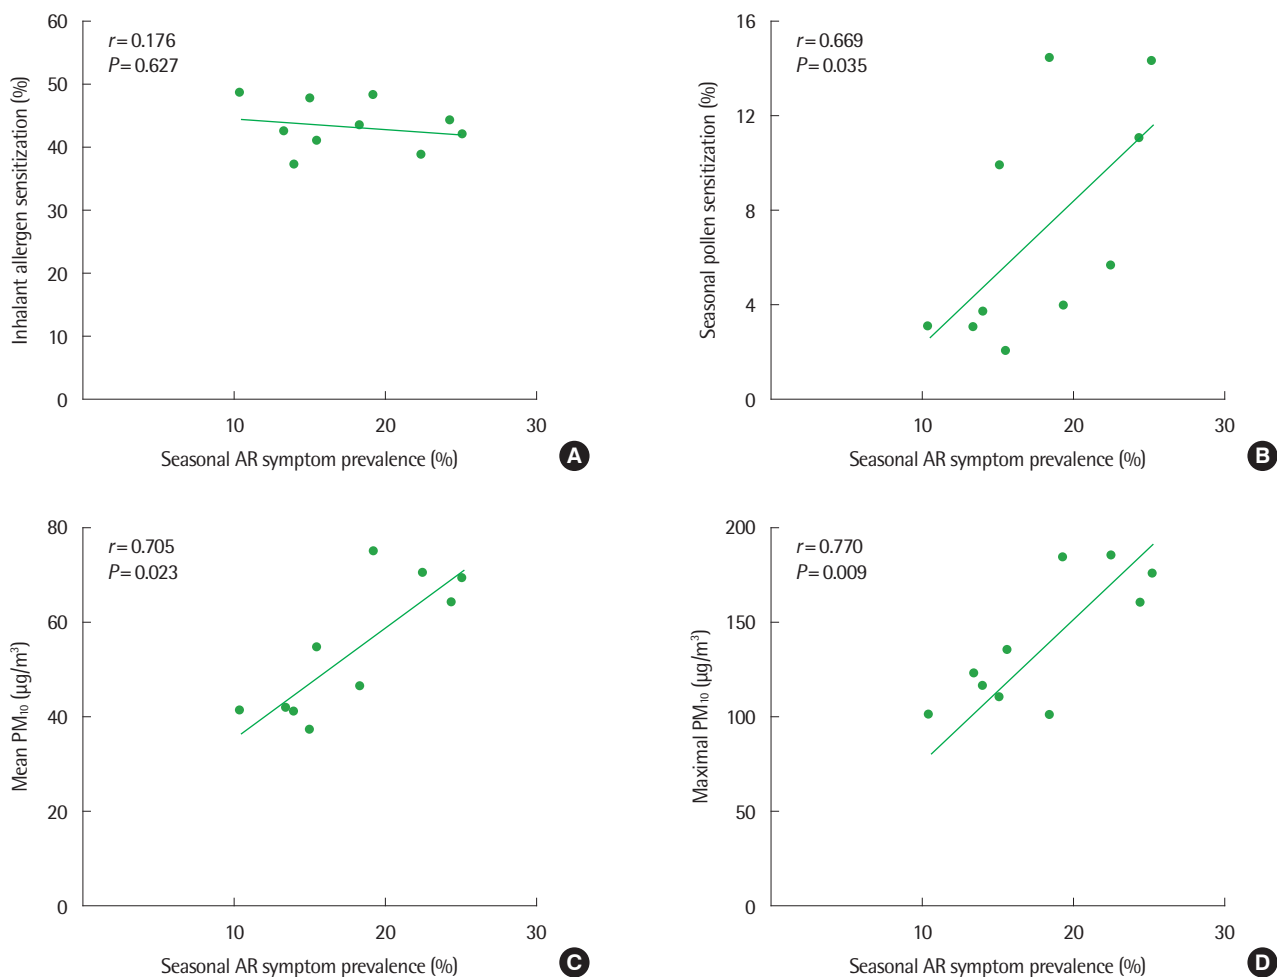 60
50
40
30
20
10
0
Inhalant allergen sensitization (%)
r=0.176
P=0.627
10 20 30
Seasonal AR symptom prevalence (%)
A
16
12
8
4
0
Seasonal pollen sensitization (%)
r=0.669
P=0.035
10 20 30
Seasonal AR symptom prevalence (%)
B
80
60
40
20
0
Mean PM₁₀ (µg/m³)
r=0.705
P=0.023
10 20 30
Seasonal AR symptom prevalence (%)
C
200
150
100
50
0
Maximal PM₁₀ (µg/m³)
r=0.770
P=0.009
10 20 30
Seasonal AR symptom prevalence (%)
D